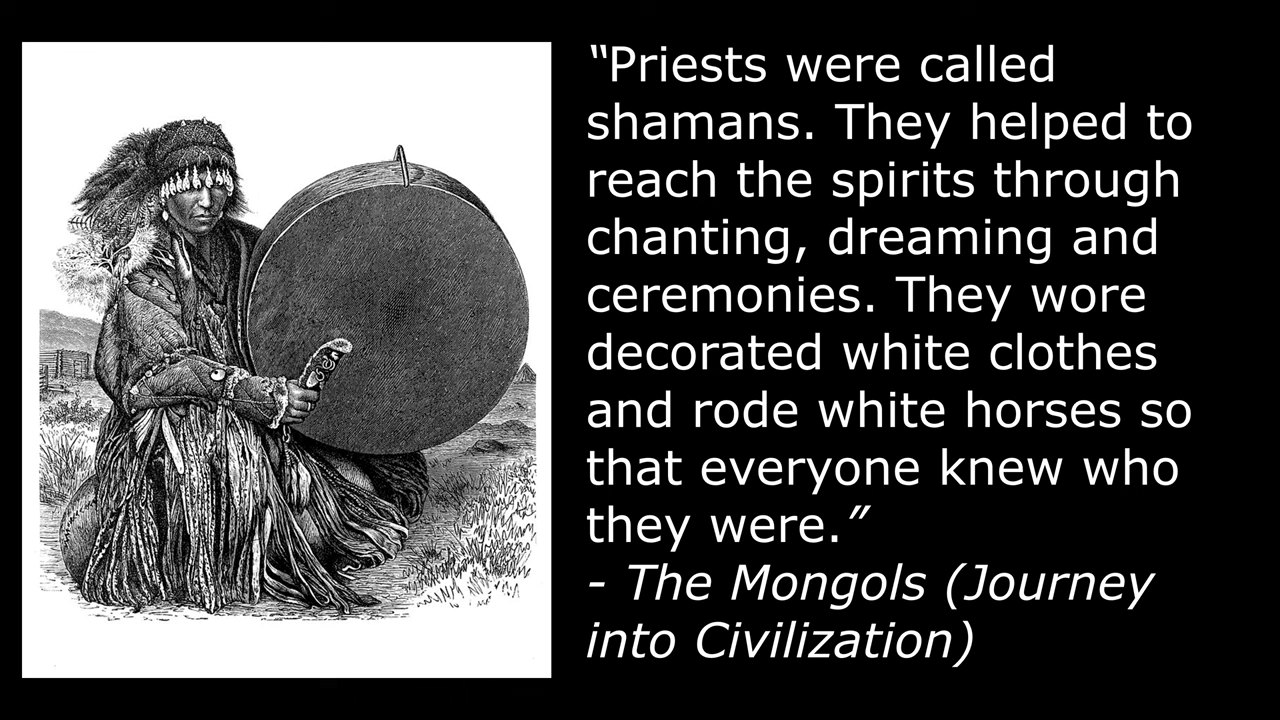 “Priests were called
shamans. They helped to
reach the spirits through
chanting, dreaming and
ceremonies. They wore
decorated white clothes
and rode white horses so
that everyone knew who
they were.”
- The Mongols (Journey
into Civilization)